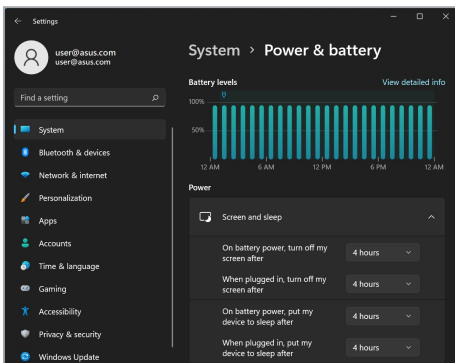 Settings
user@asus.com
user@asus.com
Find a setting
System
Bluetooth & devices
Network & internet
Personalization
Apps
Accounts
Time & language
Gaming
Accessibility
Privacy & security
Windows Update
System > Power & battery
Battery levels
View detailed info
100%
50%
12 AM 6 AM 12 PM 6 PM 12 AM
Power
Screen and sleep
On battery power, turn off my
screen after
4 hours
When plugged in, turn off my
screen after
4 hours
On battery power, put my
device to sleep after
4 hours
When plugged in, put my
device to sleep after
4 hours